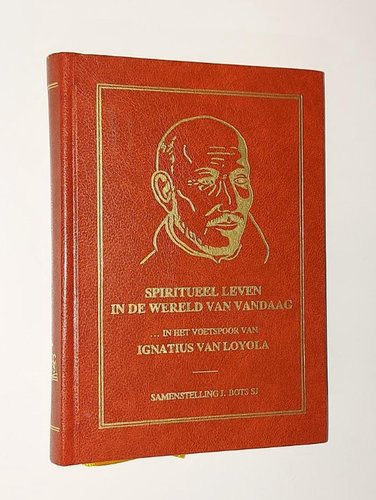 SPIRITUEEL LEVEN
IN DE WERELD VAN VANDAAG
... IN HET VOETSPOOR VAN
IGNATIUS VAN LOYOLA
SAMENSTELLING J. BOTS SJ